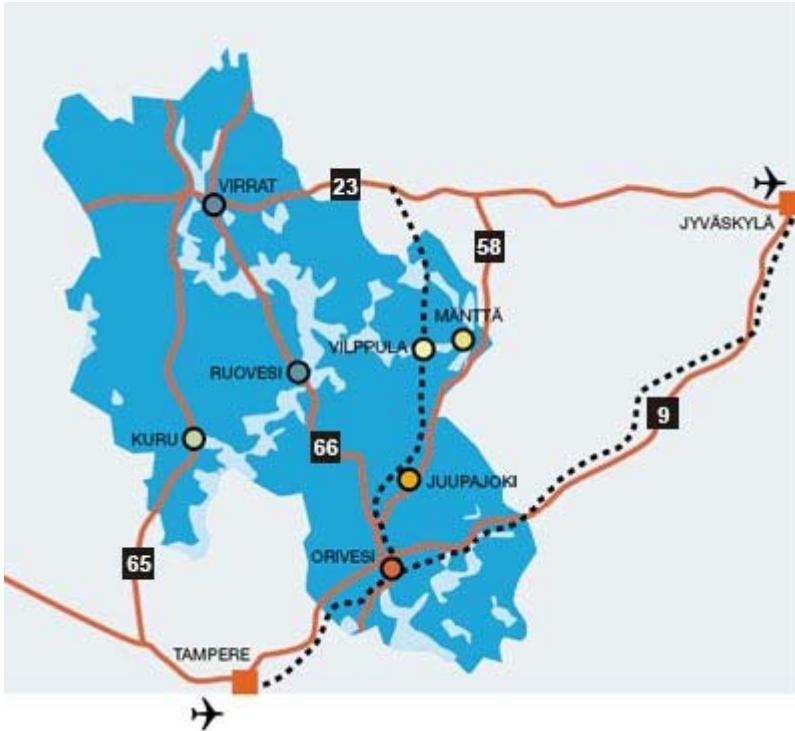 VIRRAT
23
JYVÄSKYLÄ
58
MÄNTTÄ
VILPPULA
RUOVESI
9
KURU
66
JUUPAJOKI
ORIVESI
65
TAMPERE